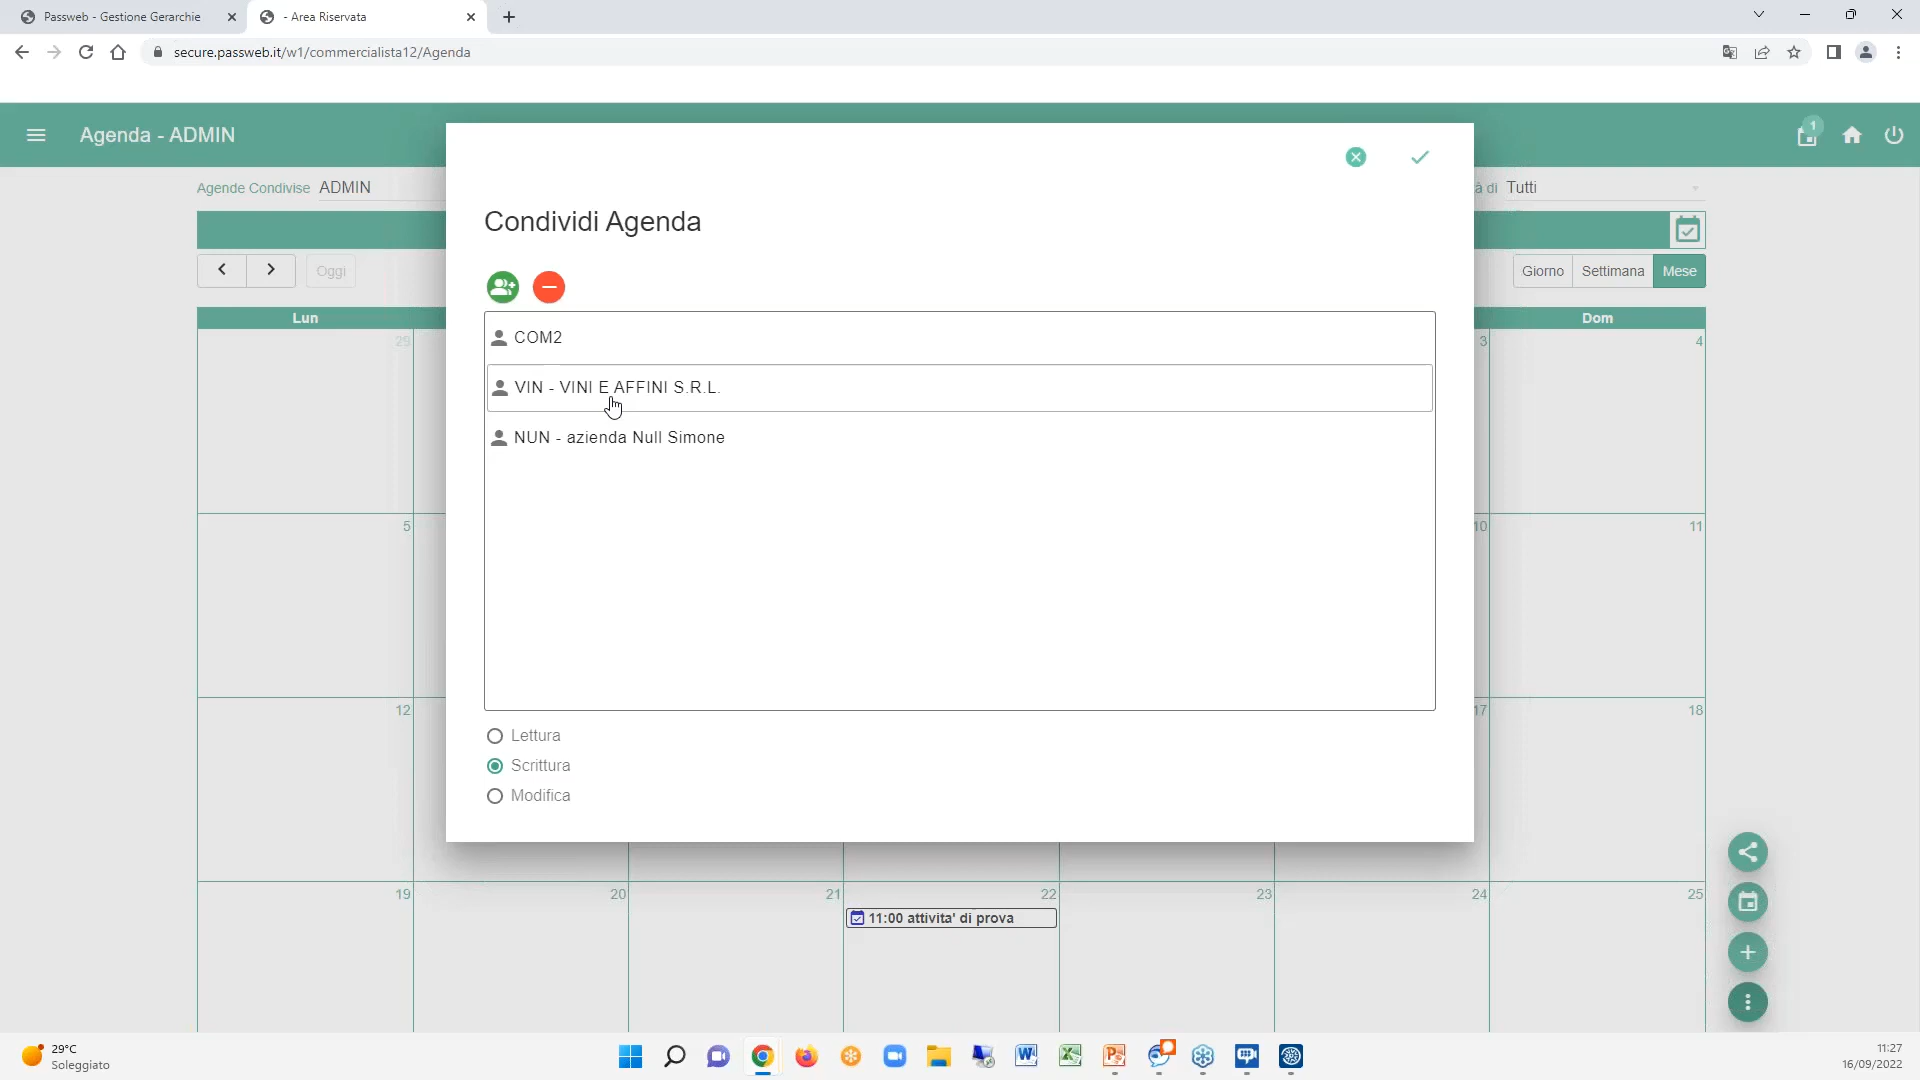 Passweb - Gestione Gerarchie
- Area Riservata
secure.passweb.it/w1/commercialista12/Agenda
Agenda - ADMIN
1
Agende Condivise ADMIN
à di Tutti
Condividi Agenda
Oggi
Giorno Settimana Mese
Lun
Dom
COM2
VIN - VINI E AFFINI S.R.L.
NUN - azienda Null Simone
29
3
4
5
10
11
12
17
18
Lettura
Scrittura
Modifica
19
20
21
22
23
24
25
11:00 attivita' di prova
29°C
Soleggiato
11:27
16/09/2022